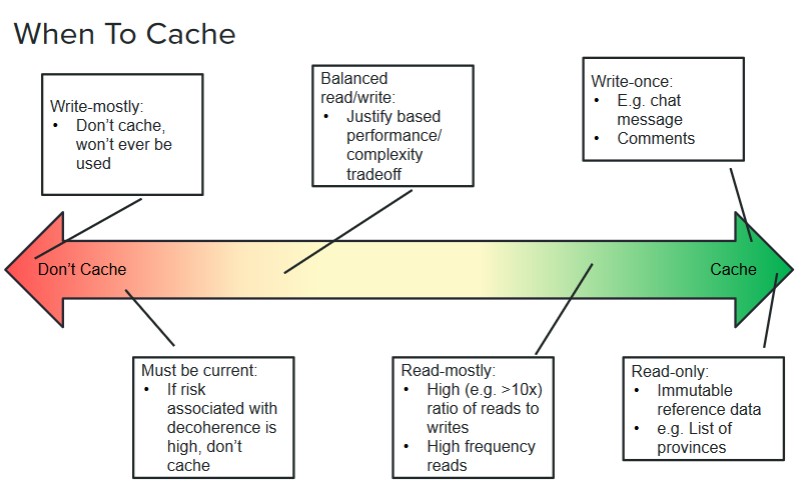 When To Cache
Write-mostly:
• Don’t cache,
won’t ever be
used
Balanced
read/write:
• Justify based
performance/
complexity
tradeoff
Write-once:
• E.g. chat
message
• Comments
Don’t Cache
Cache
Must be current:
• If risk
associated with
decoherence is
high, don’t
cache
Read-mostly:
• High (e.g. >10x)
ratio of reads to
writes
• High frequency
reads
Read-only:
• Immutable
reference data
• e.g. List of
provinces